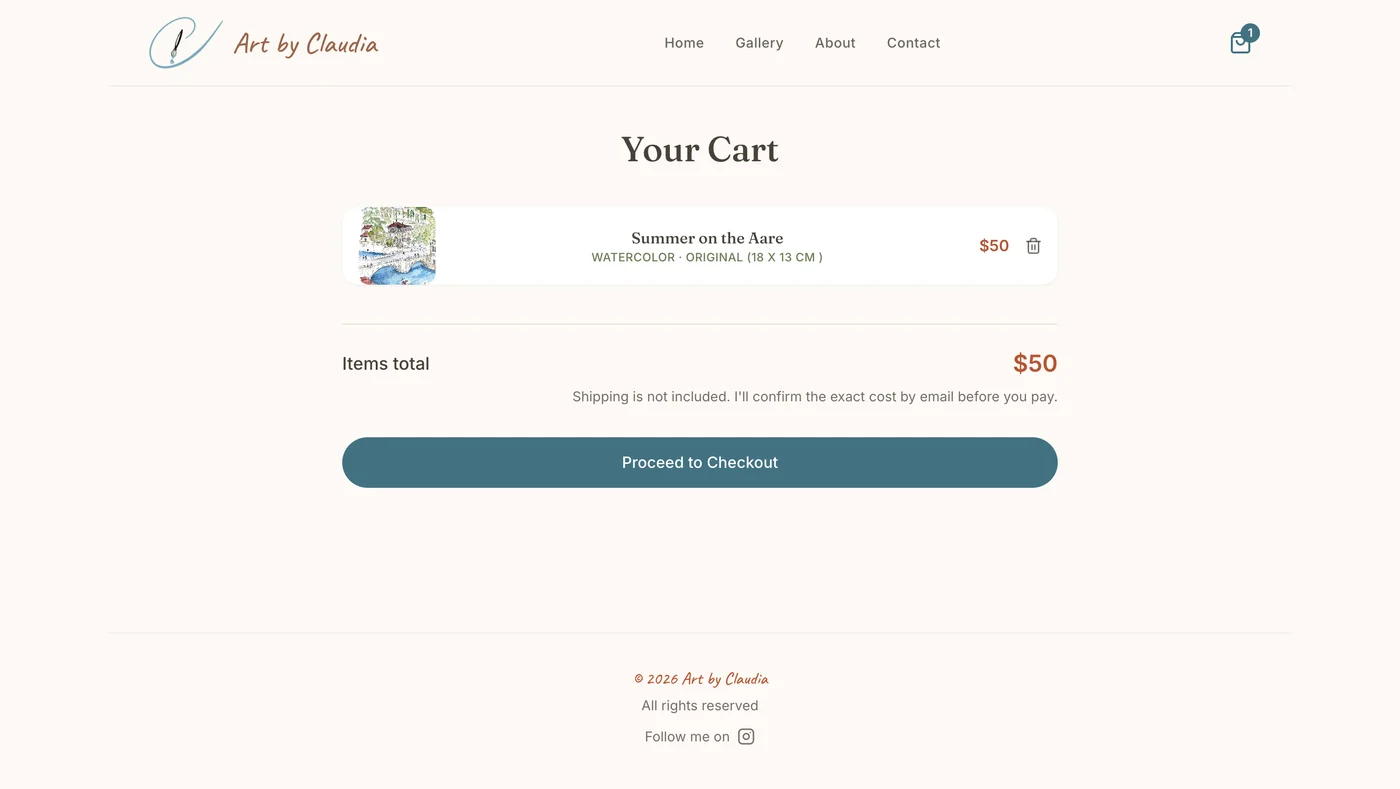 Art by Claudia
Home
Gallery
About
Contact
1
Your Cart
Summer on the Aare
WATERCOLOR · ORIGINAL (18 X 13 CM )
$50
Items total
$50
Shipping is not included. I'll confirm the exact cost by email before you pay.
Proceed to Checkout
© 2026 Art by Claudia
All rights reserved
Follow me on